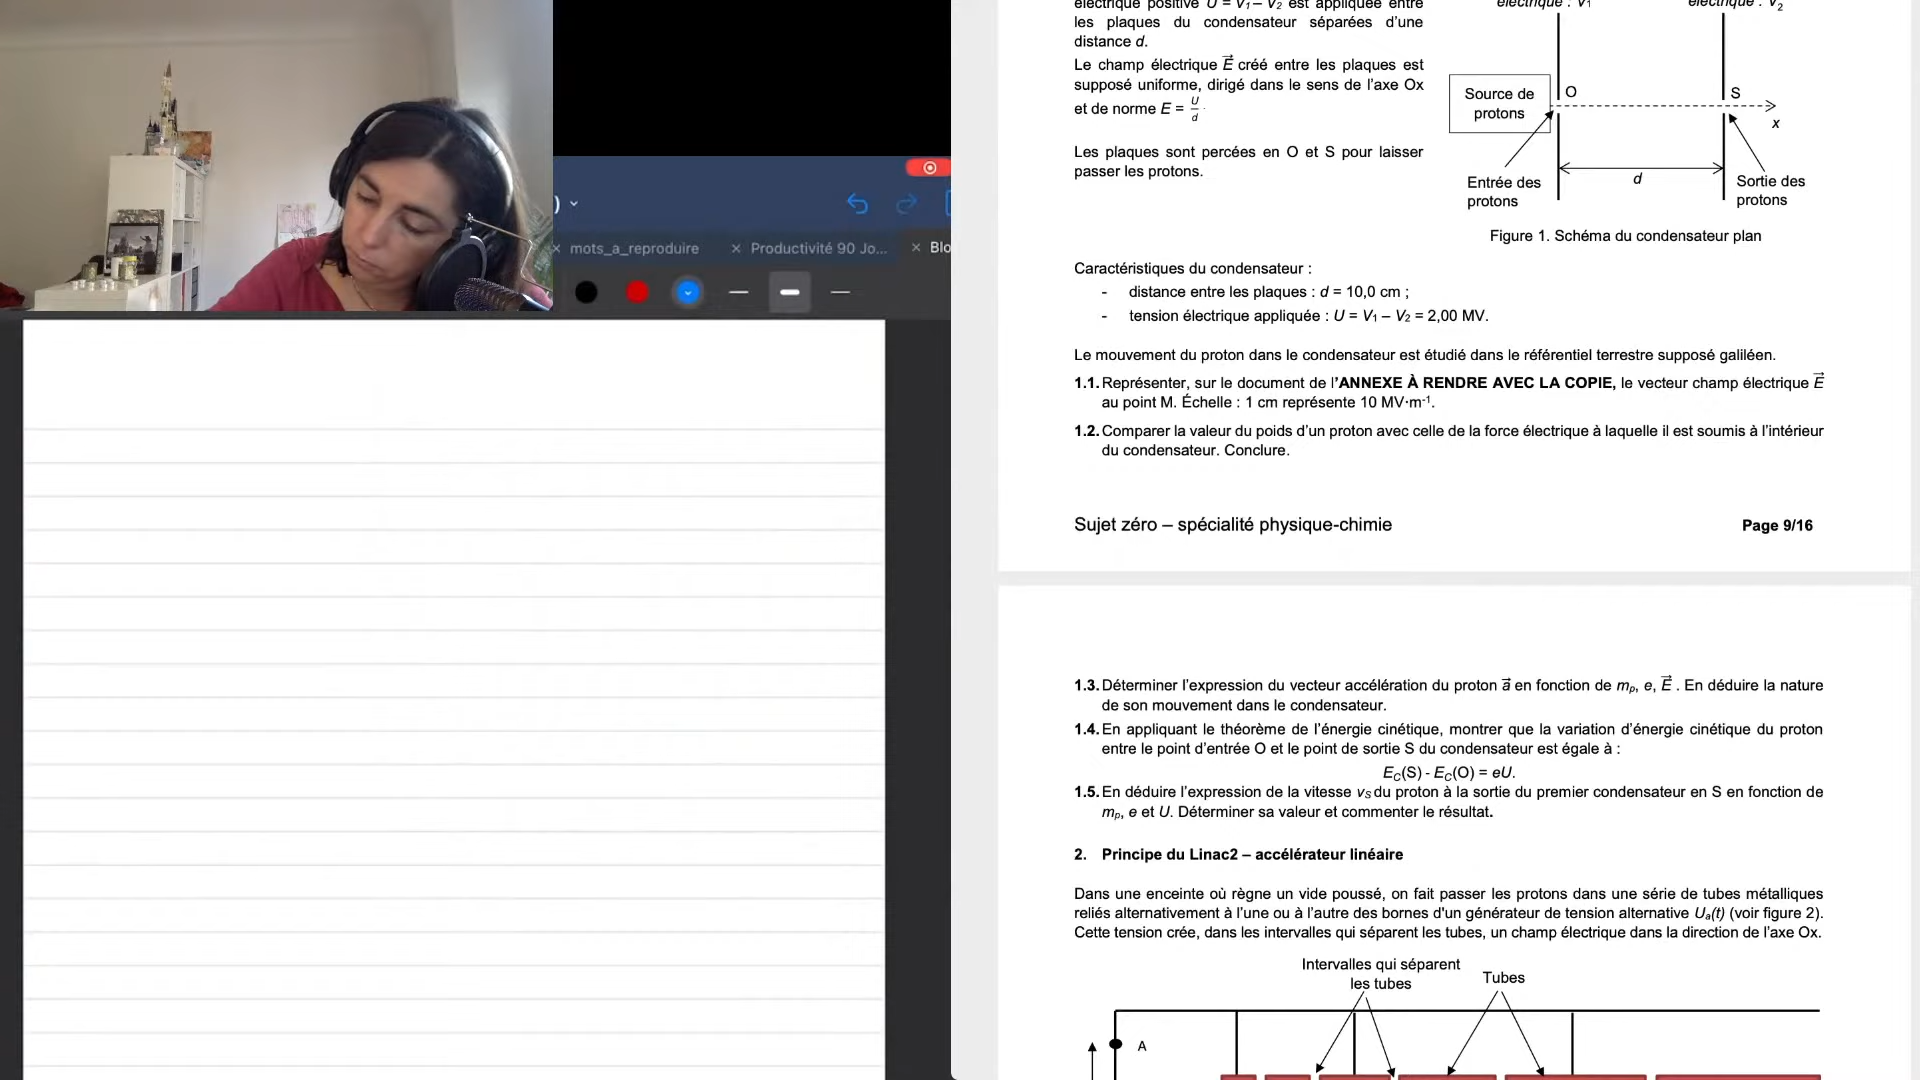 ) ⌄
× mots_a_reproduire
× Productivité 90 Jo...
× Blo
électrique positive U = V₁ – V₂ est appliquée entre
les plaques du condensateur séparées d’une
distance d.
Le champ électrique E⃗ créé entre les plaques est
supposé uniforme, dirigé dans le sens de l’axe Ox
et de norme E = U/d .
Les plaques sont percées en O et S pour laisser
passer les protons.
électrique : V₁
électrique : V₂
Source de
protons
O
S
x
d
Entrée des
protons
Sortie des
protons
Figure 1. Schéma du condensateur plan
Caractéristiques du condensateur :
- distance entre les plaques : d = 10,0 cm ;
- tension électrique appliquée : U = V₁ – V₂ = 2,00 MV.
Le mouvement du proton dans le condensateur est étudié dans le référentiel terrestre supposé galiléen.
1.1. Représenter, sur le document de l’ANNEXE À RENDRE AVEC LA COPIE, le vecteur champ électrique E⃗
au point M. Échelle : 1 cm représente 10 MV·m⁻¹.
1.2. Comparer la valeur du poids d’un proton avec celle de la force électrique à laquelle il est soumis à l’intérieur
du condensateur. Conclure.
Sujet zéro – spécialité physique-chimie
Page 9/16
1.3. Déterminer l’expression du vecteur accélération du proton a⃗ en fonction de mₚ, e, E⃗ . En déduire la nature
de son mouvement dans le condensateur.
1.4. En appliquant le théorème de l’énergie cinétique, montrer que la variation d’énergie cinétique du proton
entre le point d’entrée O et le point de sortie S du condensateur est égale à :
E_C(S) - E_C(O) = eU.
1.5. En déduire l’expression de la vitesse v_S du proton à la sortie du premier condensateur en S en fonction de
mₚ, e et U. Déterminer sa valeur et commenter le résultat.
2. Principe du Linac2 – accélérateur linéaire
Dans une enceinte où règne un vide poussé, on fait passer les protons dans une série de tubes métalliques
reliés alternativement à l’une ou à l’autre des bornes d'un générateur de tension alternative Uₐ(t) (voir figure 2).
Cette tension crée, dans les intervalles qui séparent les tubes, un champ électrique dans la direction de l’axe Ox.
Intervalles qui séparent
les tubes
Tubes
A